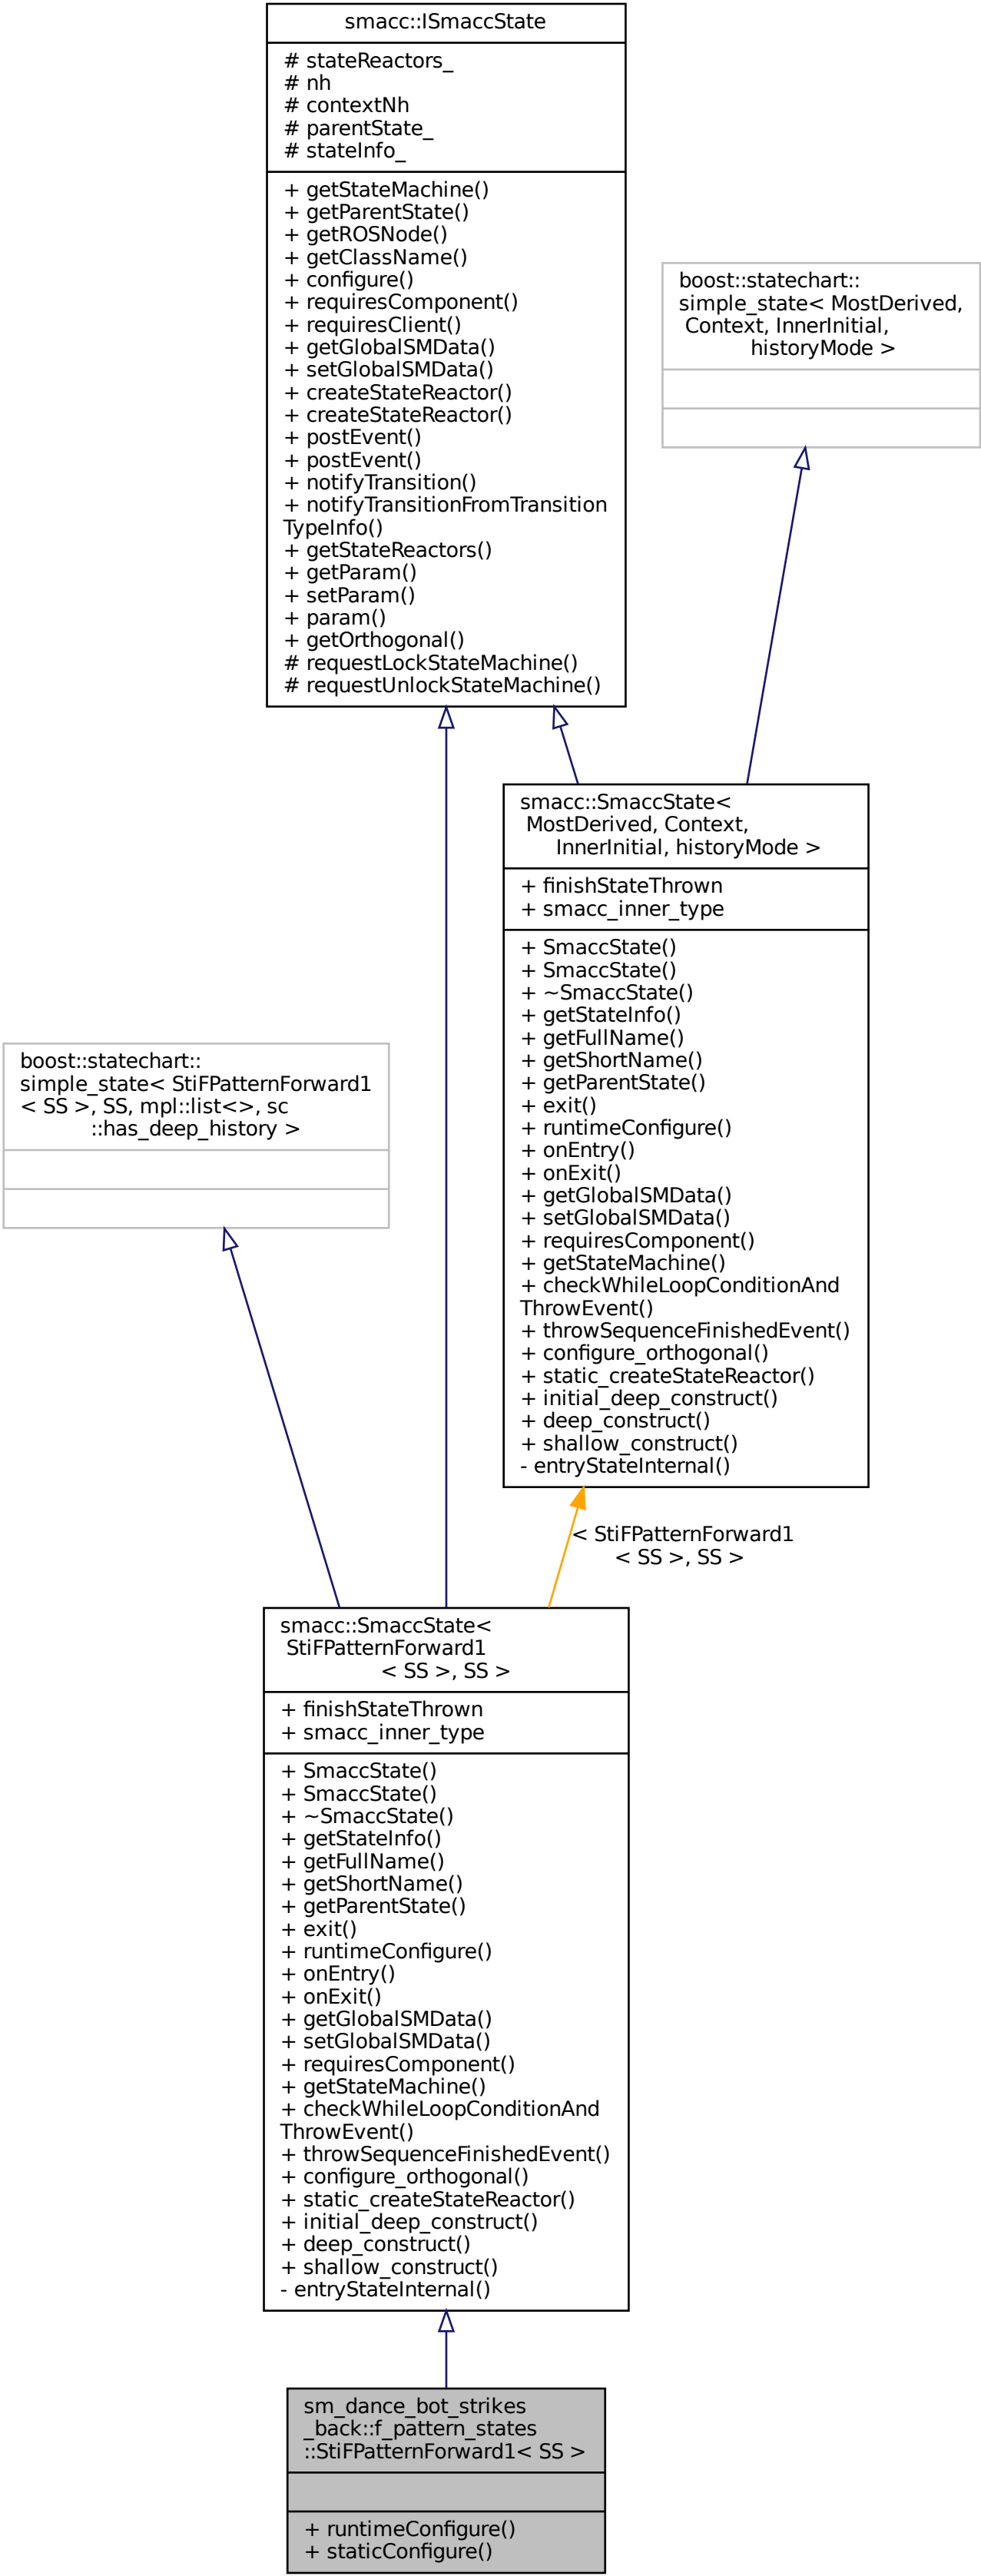 smacc::ISmaccState
# stateReactors_
# nh
# contextNh
# parentState_
# stateInfo_
+ getStateMachine()
+ getParentState()
+ getROSNode()
+ getClassName()
+ configure()
+ requiresComponent()
+ requiresClient()
+ getGlobalSMData()
+ setGlobalSMData()
+ createStateReactor()
+ createStateReactor()
+ postEvent()
+ postEvent()
+ notifyTransition()
+ notifyTransitionFromTransition
TypeInfo()
+ getStateReactors()
+ getParam()
+ setParam()
+ param()
+ getOrthogonal()
# requestLockStateMachine()
# requestUnlockStateMachine()
boost::statechart::
simple_state< MostDerived,
Context, InnerInitial,
historyMode >
smacc::SmaccState<
MostDerived, Context,
InnerInitial, historyMode >
+ finishStateThrown
+ smacc_inner_type
+ SmaccState()
+ SmaccState()
+ ~SmaccState()
+ getStateInfo()
+ getFullName()
+ getShortName()
+ getParentState()
+ exit()
+ runtimeConfigure()
+ onEntry()
+ onExit()
+ getGlobalSMData()
+ setGlobalSMData()
+ requiresComponent()
+ getStateMachine()
+ checkWhileLoopConditionAnd
ThrowEvent()
+ throwSequenceFinishedEvent()
+ configure_orthogonal()
+ static_createStateReactor()
+ initial_deep_construct()
+ deep_construct()
+ shallow_construct()
- entryStateInternal()
boost::statechart::
simple_state< StiFPatternForward1
< SS >, SS, mpl::list<>, sc
::has_deep_history >
< StiFPatternForward1
< SS >, SS >
smacc::SmaccState<
StiFPatternForward1
< SS >, SS >
+ finishStateThrown
+ smacc_inner_type
+ SmaccState()
+ SmaccState()
+ ~SmaccState()
+ getStateInfo()
+ getFullName()
+ getShortName()
+ getParentState()
+ exit()
+ runtimeConfigure()
+ onEntry()
+ onExit()
+ getGlobalSMData()
+ setGlobalSMData()
+ requiresComponent()
+ getStateMachine()
+ checkWhileLoopConditionAnd
ThrowEvent()
+ throwSequenceFinishedEvent()
+ configure_orthogonal()
+ static_createStateReactor()
+ initial_deep_construct()
+ deep_construct()
+ shallow_construct()
- entryStateInternal()
sm_dance_bot_strikes
_back::f_pattern_states
::StiFPatternForward1< SS >
+ runtimeConfigure()
+ staticConfigure()